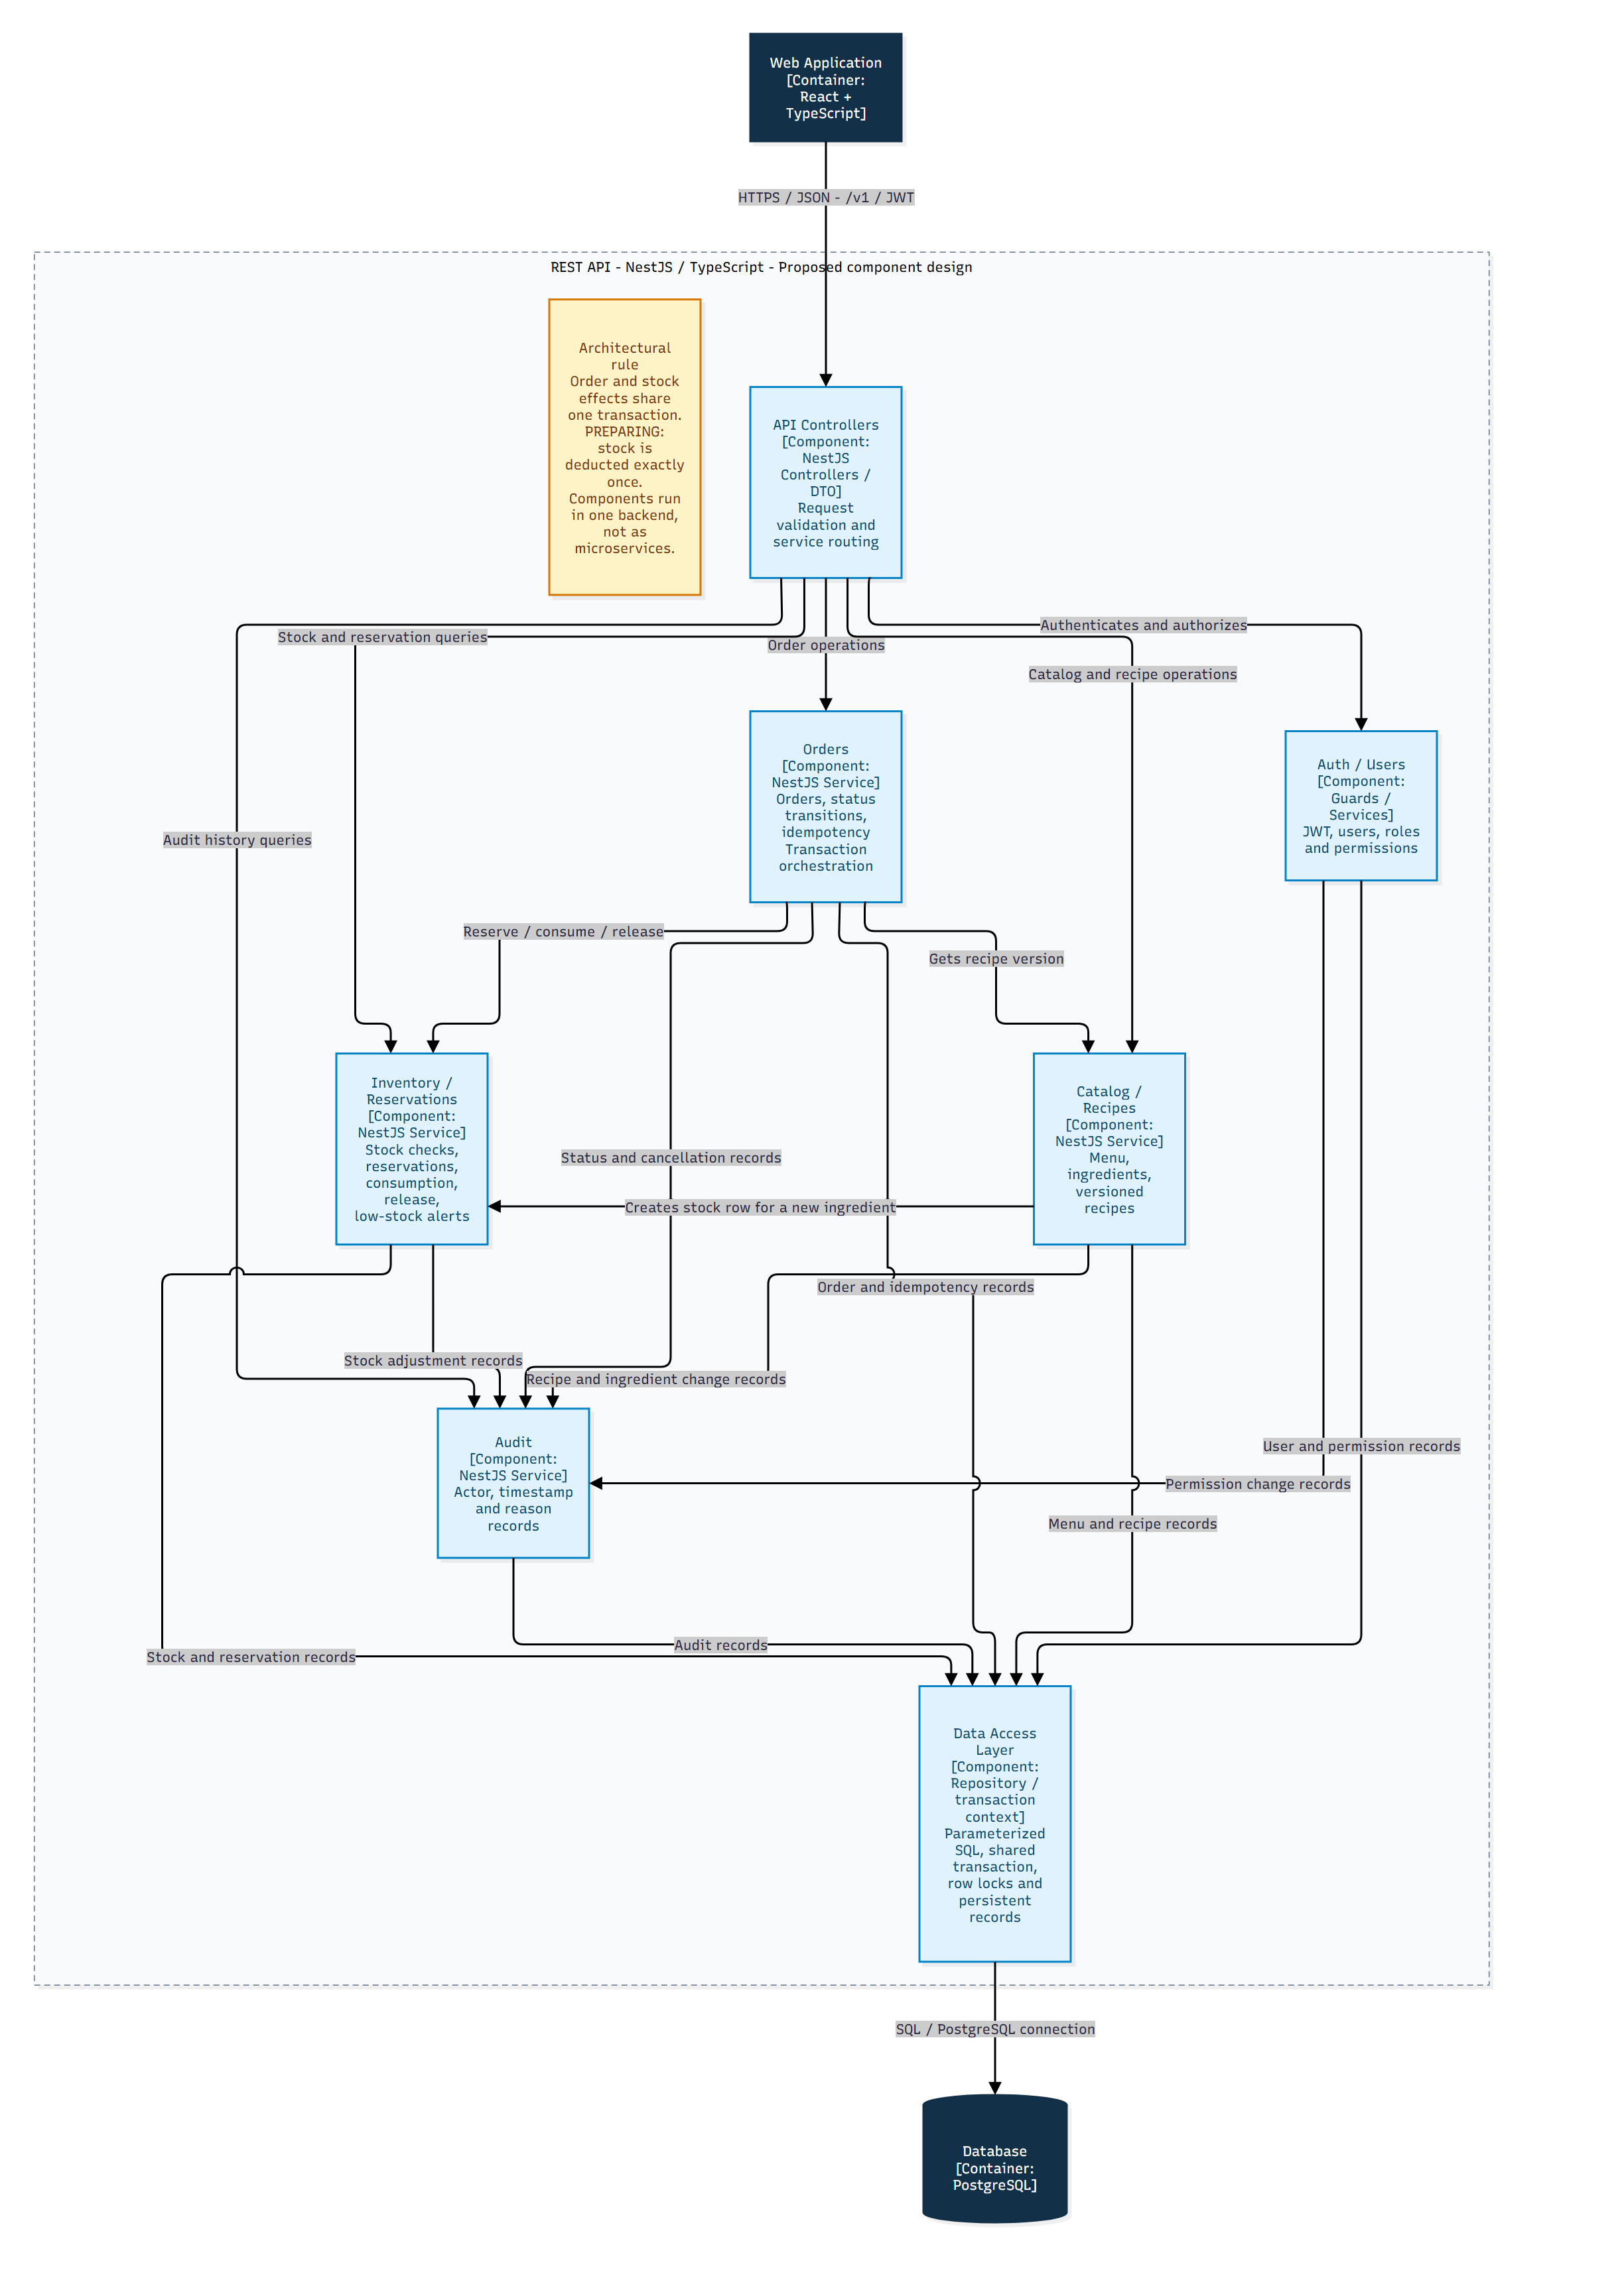 Web Application
[Container:
React +
TypeScript]
HTTPS / JSON - /v1 / JWT
REST API - NestJS / TypeScript - Proposed component design
Architectural
rule
Order and stock
effects share
one transaction.
PREPARING:
stock is
deducted exactly
once.
Components run
in one backend,
not as
microservices.
API Controllers
[Component:
NestJS
Controllers /
DTO]
Request
validation and
service routing
Authenticates and authorizes
Stock and reservation queries
Order operations
Catalog and recipe operations
Orders
[Component:
NestJS Service]
Orders, status
transitions,
idempotency
Transaction
orchestration
Auth / Users
[Component:
Guards /
Services]
JWT, users, roles
and permissions
Audit history queries
Reserve / consume / release
Gets recipe version
Inventory /
Reservations
[Component:
NestJS Service]
Stock checks,
reservations,
consumption,
release,
low-stock alerts
Catalog /
Recipes
[Component:
NestJS Service]
Menu,
ingredients,
versioned
recipes
Status and cancellation records
Creates stock row for a new ingredient
Order and idempotency records
Stock adjustment records
Recipe and ingredient change records
Audit
[Component:
NestJS Service]
Actor, timestamp
and reason
records
User and permission records
Permission change records
Menu and recipe records
Audit records
Stock and reservation records
Data Access
Layer
[Component:
Repository /
transaction
context]
Parameterized
SQL, shared
transaction,
row locks and
persistent
records
SQL / PostgreSQL connection
Database
[Container:
PostgreSQL]